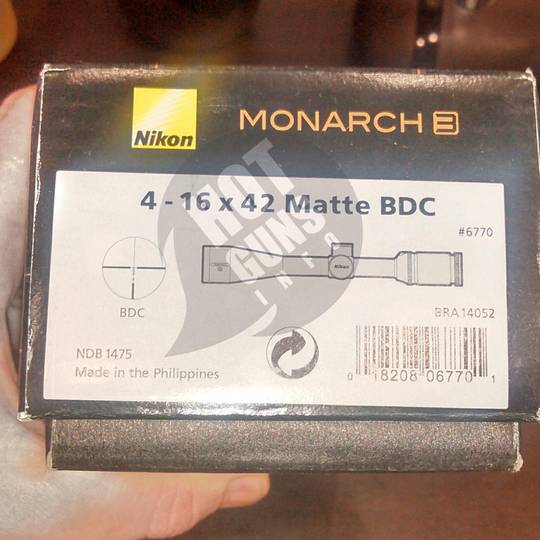 Nikon
MONARCH 3
4 - 16 x 42 Matte BDC
#6770
HOT
GUNS
INFO
Nikon
BDC
BRA14052
NDB 1475
Made in the Philippines
0 18208 06770 1